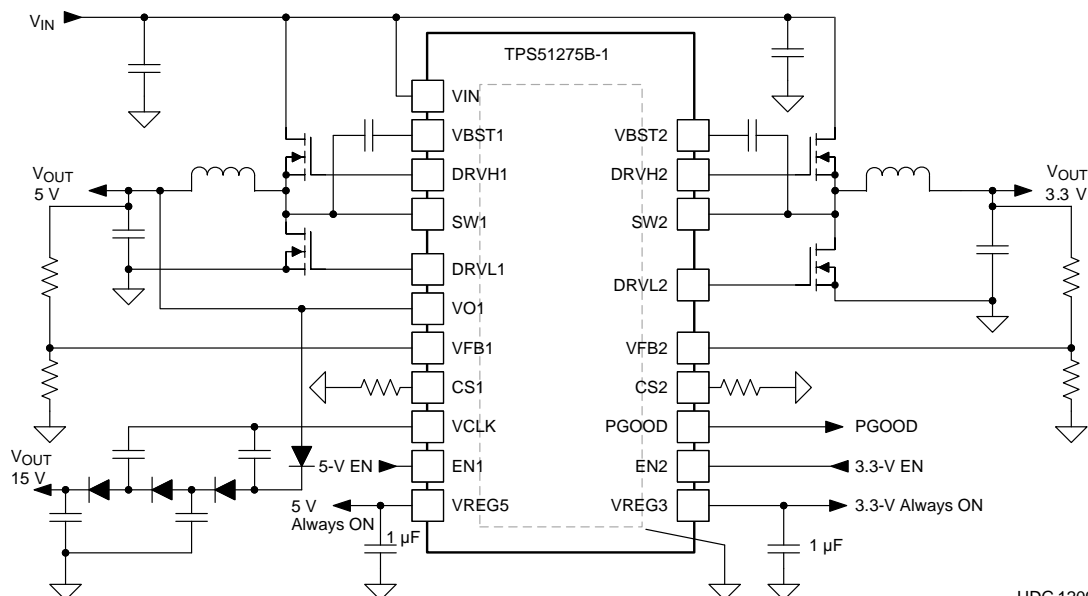 VIN
TPS51275B-1
VIN
VBST1
VBST2
DRVH1
DRVH2
VOUT
5 V
VOUT
3.3 V
SW1
SW2
DRVL1
DRVL2
VO1
VFB1
VFB2
CS1
CS2
VCLK
PGOOD
PGOOD
VOUT
15 V
5-V EN
EN1
EN2
3.3-V EN
5 V
Always ON
VREG5
VREG3
3.3-V Always ON
1 µF
1 µF